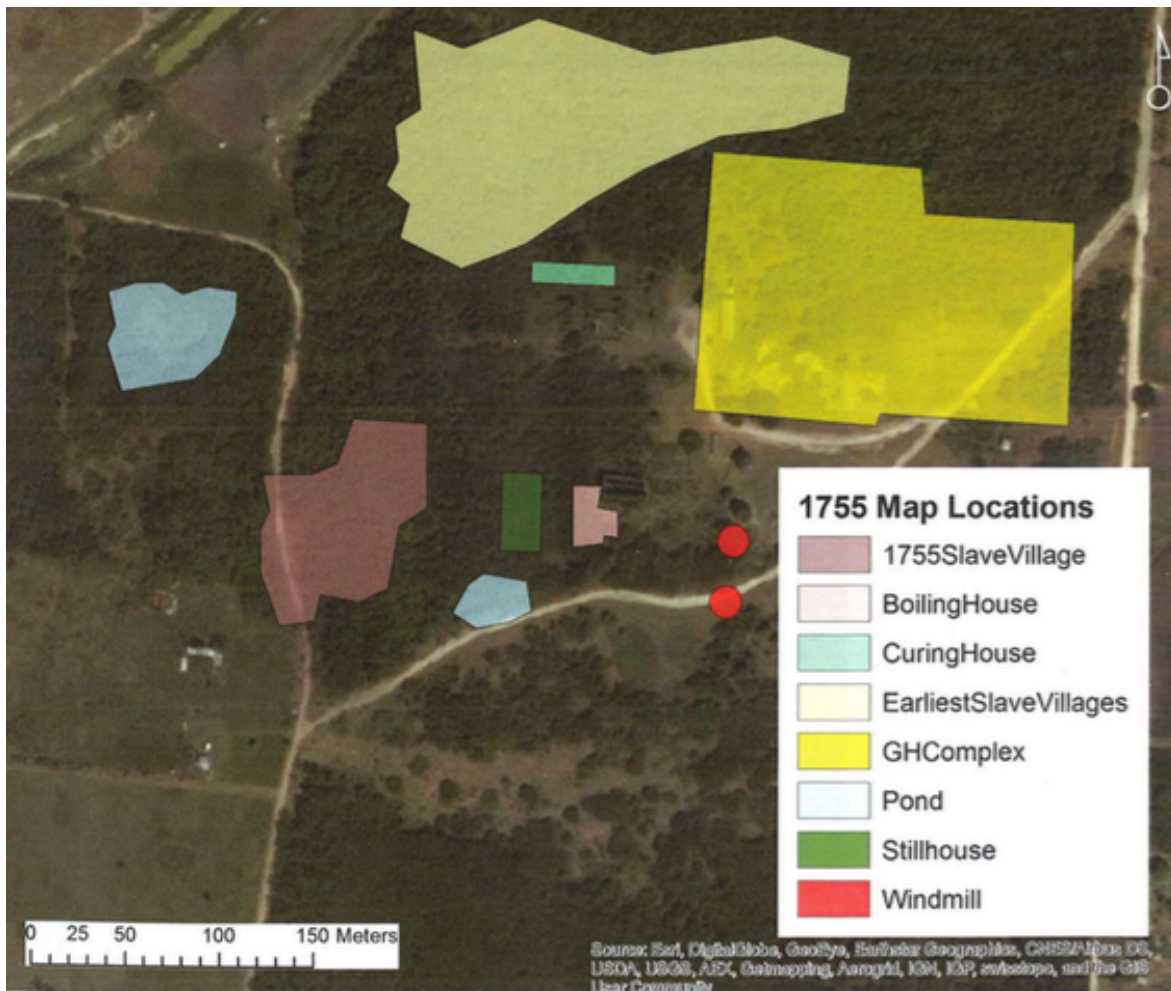 1755 Map Locations
1755SlaveVillage
BoilingHouse
CuringHouse
EarliestSlaveVillages
GHComplex
Pond
Stillhouse
Windmill
0 25 50 100 150 Meters
Source: Esri, DigitalGlobe, GeoEye, Earthstar Geographics, CNES/Airbus DS,
USDA, USGS, AEX, Getmapping, Aerogrid, IGN, IGP, swisstopo, and the GIS
User Community